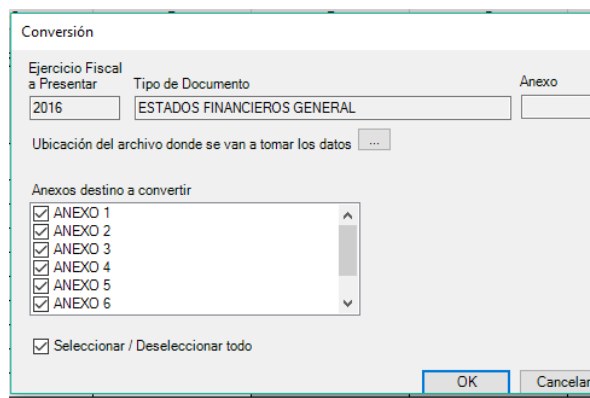 Conversión
Ejercicio Fiscal
a Presentar
Tipo de Documento
Anexo
2016
ESTADOS FINANCIEROS GENERAL
Ubicación del archivo donde se van a tomar los datos
...
Anexos destino a convertir
ANEXO 1
ANEXO 2
ANEXO 3
ANEXO 4
ANEXO 5
ANEXO 6
Seleccionar / Deseleccionar todo
OK
Cancelar